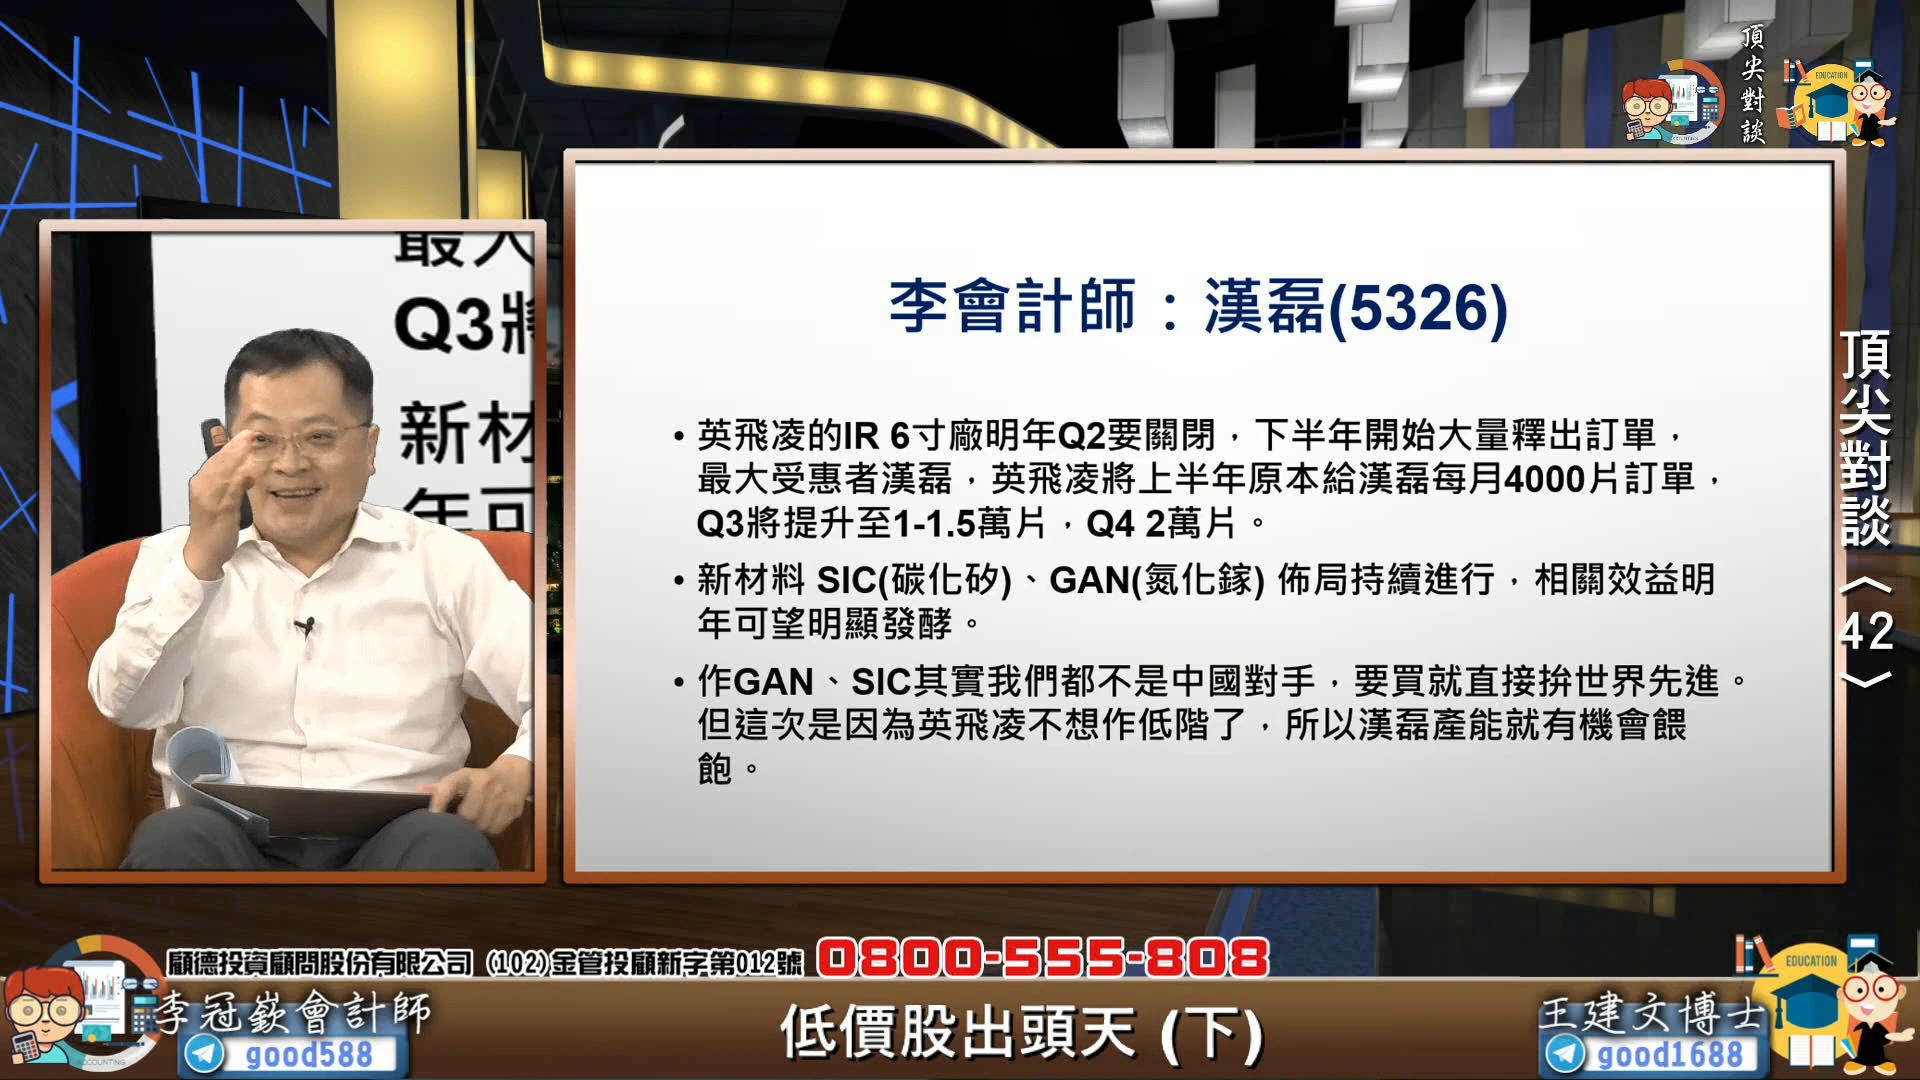 頂尖對談
EDUCATION
李會計師：漢磊(5326)
• 英飛凌的IR 6寸廠明年Q2要關閉，下半年開始大量釋出訂單，
最大受惠者漢磊，英飛凌將上半年原本給漢磊每月4000片訂單，
Q3將提升至1-1.5萬片，Q4 2萬片。
• 新材料 SIC(碳化矽)、GAN(氮化鎵) 佈局持續進行，相關效益明
年可望明顯發酵。
• 作GAN、SIC其實我們都不是中國對手，要買就直接拚世界先進。
但這次是因為英飛凌不想作低階了，所以漢磊產能就有機會餵
飽。
最大
Q3將
新材
年可
頂尖對談〈42〉
顧德投資顧問股份有限公司 (102)金管投顧新字第012號 0800-555-808
李冠嶔會計師
good588
ACCOUNTING
低價股出頭天 (下)
王建文博士
good1688
EDUCATION